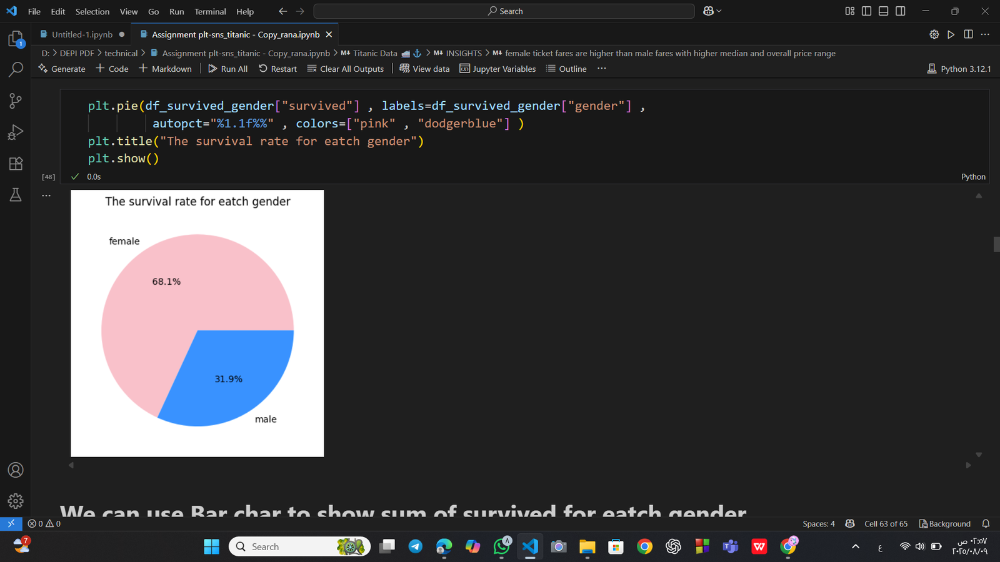 File Edit Selection View Go Run Terminal Help
Search
Untitled-1.ipynb
Assignment plt-sns_titanic - Copy_rana.ipynb
D: > DEPI PDF > technical > Assignment plt-sns_titanic - Copy_rana.ipynb > M↓ Titanic Data 🚢⚓ > M↓ INSIGHTS > M↓ female ticket fares are higher than male fares with higher median and overall price range
Generate + Code + Markdown | Run All Restart Clear All Outputs | View data Jupyter Variables Outline ... Python 3.12.1
1
plt.pie(df_survived_gender["survived"] , labels=df_survived_gender["gender"] ,
autopct="%1.1f%%" , colors=["pink" , "dodgerblue"] )
plt.title("The survival rate for eatch gender")
plt.show()
[48] 0.0s Python
...
The survival rate for eatch gender
female
68.1%
31.9%
male
We can use Bar char to show sum of survived for eatch gender
0 0 Spaces: 4 Cell 63 of 65 Background
7 Search
٨
ع
٠٢:٥٧ ص
٢٠٢٥/٠٨/٠٩